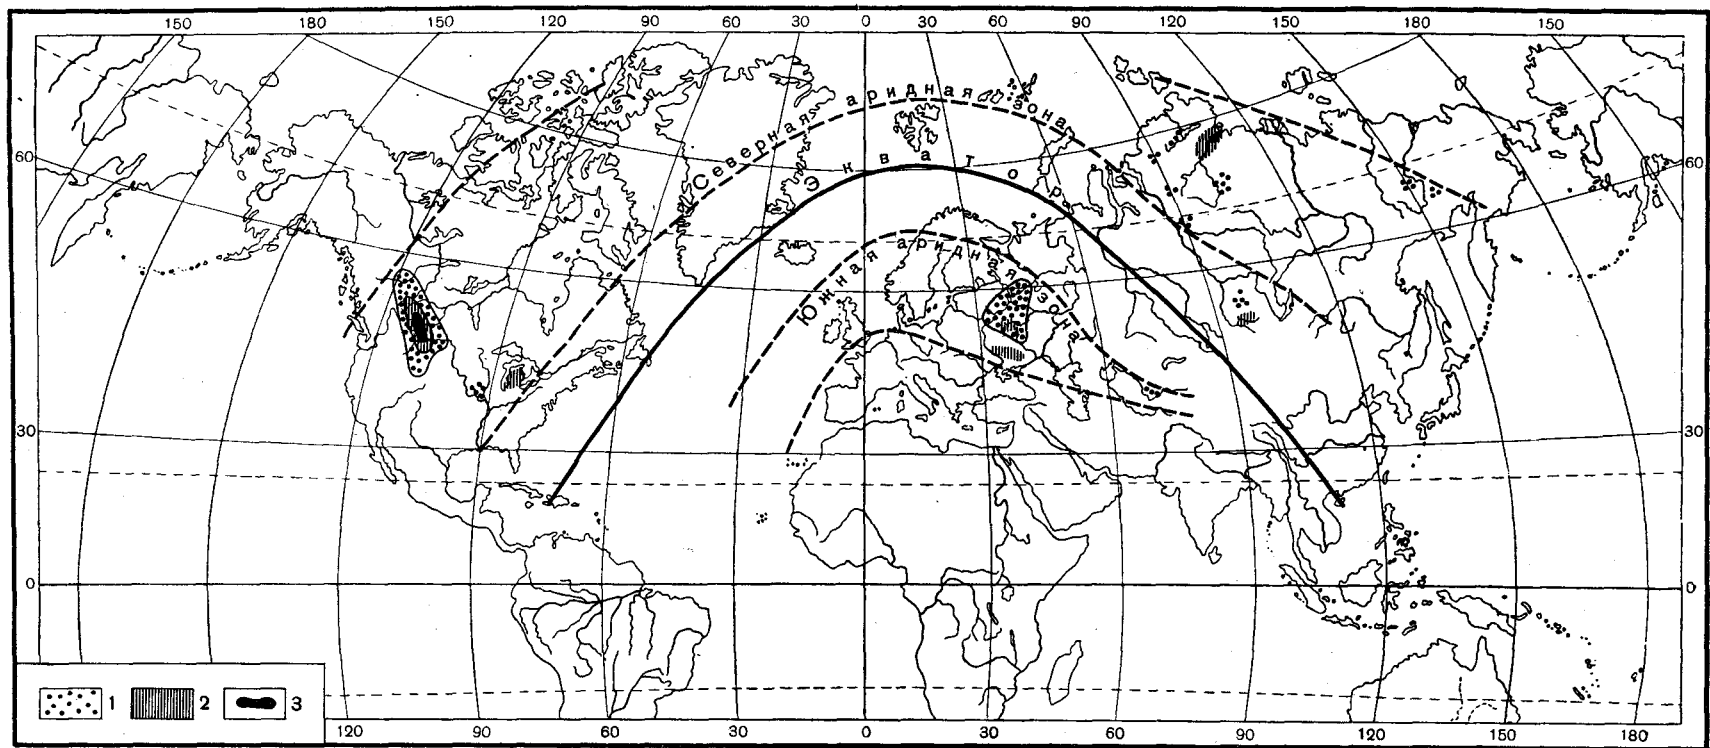 150 180 150 120 90 60 30 0 30 60 90 120 150 180 150
Северная аридная зона
Экватор
Южная аридная зона
60 60
30 30
0 0
1 2 3
120 90 60 30 0 30 60 90 120 150 180